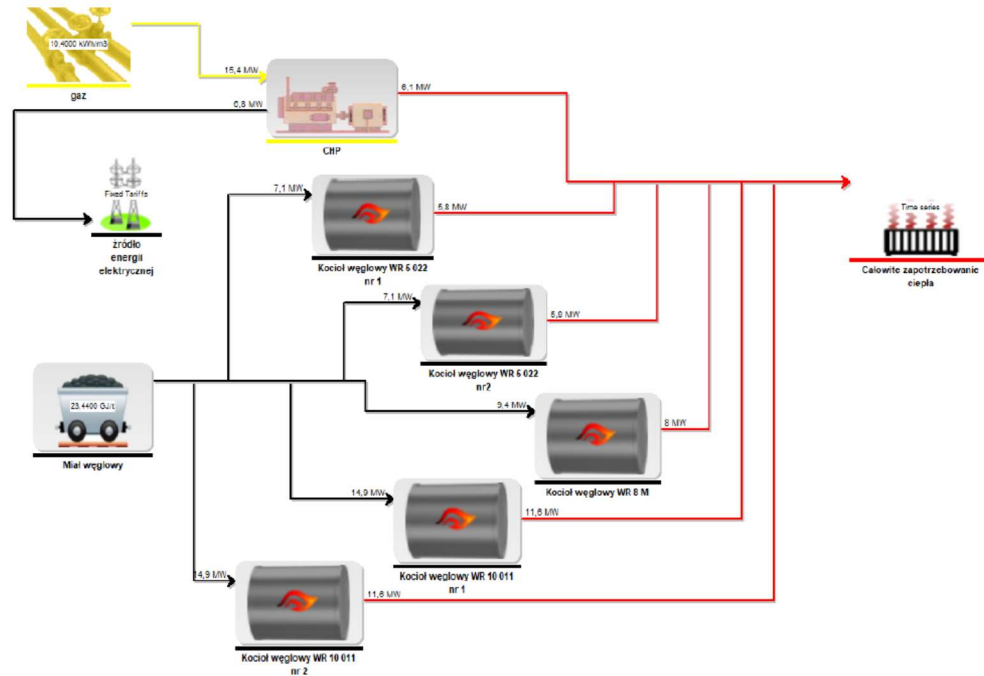 10,4000 kWh/m3
gaz
15,4 MW
6,1 MW
6,8 MW
CHP
Fixed Tariffs
źródło
energii
elektrycznej
7,1 MW
5,8 MW
Kocioł węglowy WR 5 022
nr 1
Time series
Całowite zapotrzebowanie
ciepła
7,1 MW
5,8 MW
Kocioł węglowy WR 5 022
nr2
23,4400 GJ/t
Miał węglowy
9,4 MW
8 MW
Kocioł węglowy WR 8 M
14,9 MW
11,6 MW
Kocioł węglowy WR 10 011
nr 1
14,9 MW
11,6 MW
Kocioł węglowy WR 10 011
nr 2